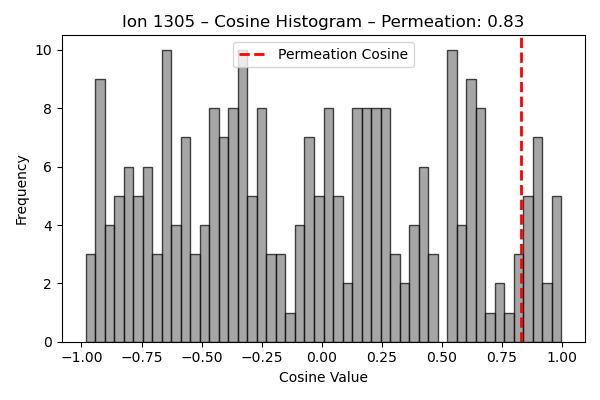 Ion 1305 – Cosine Histogram – Permeation: 0.83
Permeation Cosine
10
8
6
4
2
0
Frequency
−1.00 −0.75 −0.50 −0.25 0.00 0.25 0.50 0.75 1.00
Cosine Value